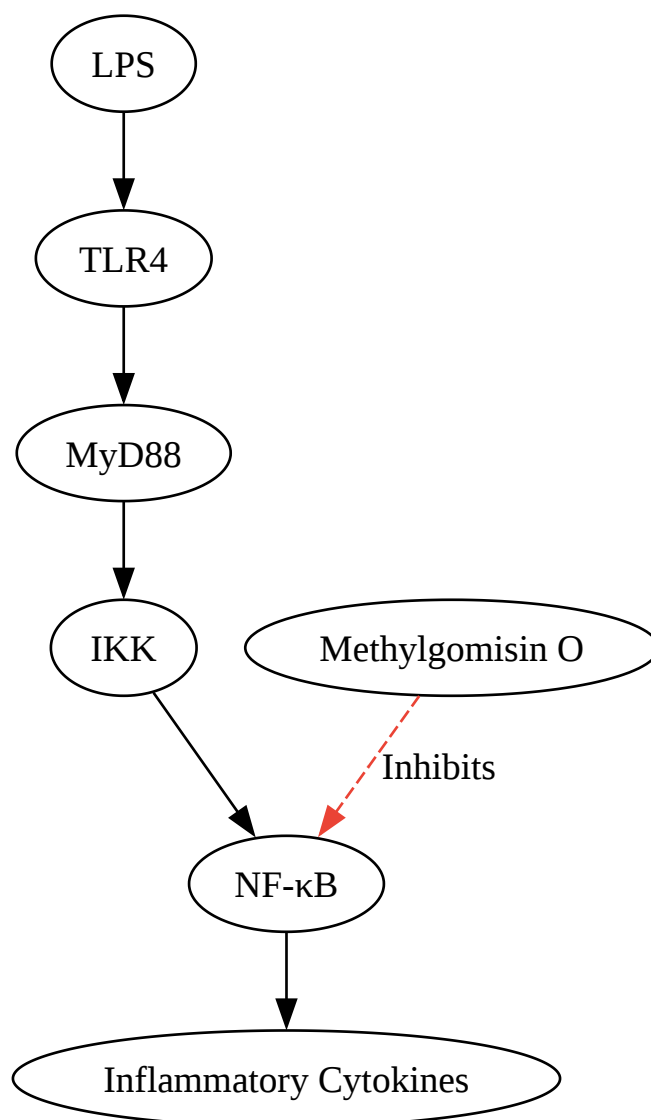 LPS
TLR4
MyD88
IKK
Methylgomisin O
Inhibits
NF-κB
Inflammatory Cytokines